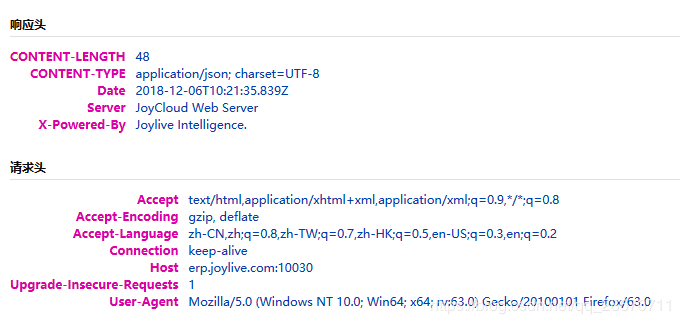 响应头
CONTENT-LENGTH 48
CONTENT-TYPE application/json; charset=UTF-8
Date 2018-12-06T10:21:35.839Z
Server JoyCloud Web Server
X-Powered-By Joylive Intelligence.
请求头
Accept text/html,application/xhtml+xml,application/xml;q=0.9,*/*;q=0.8
Accept-Encoding gzip, deflate
Accept-Language zh-CN,zh;q=0.8,zh-TW;q=0.7,zh-HK;q=0.5,en-US;q=0.3,en;q=0.2
Connection keep-alive
Host erp.joylive.com:10030
Upgrade-Insecure-Requests 1
User-Agent Mozilla/5.0 (Windows NT 10.0; Win64; x64; rv:63.0) Gecko/20100101 Firefox/63.0